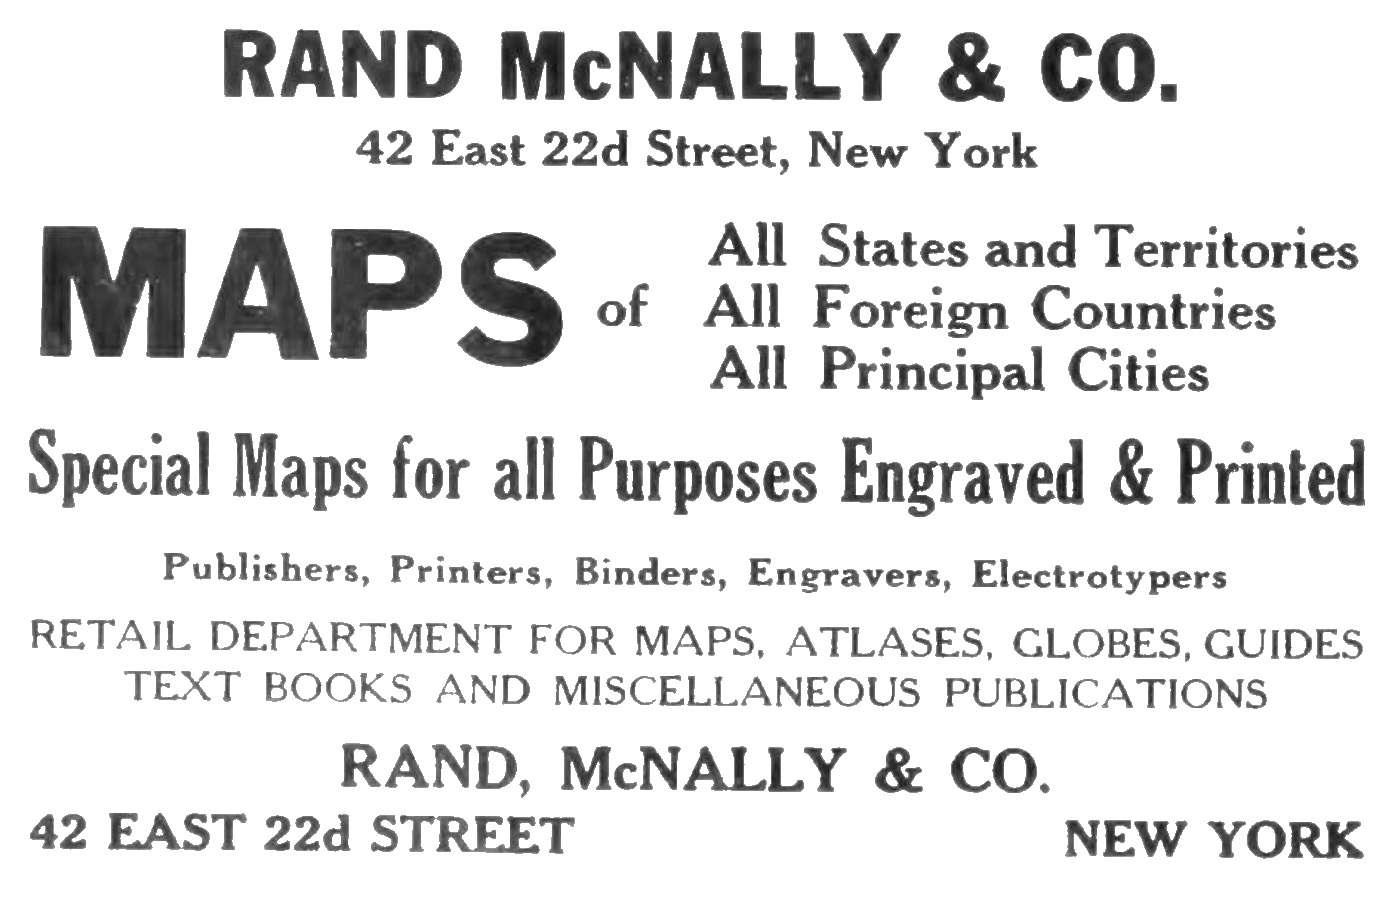 RAND McNALLY & CO.
42 East 22d Street, New York
MAPS of All States and Territories
All Foreign Countries
All Principal Cities
Special Maps for all Purposes Engraved & Printed
Publishers, Printers, Binders, Engravers, Electrotypers
RETAIL DEPARTMENT FOR MAPS, ATLASES, GLOBES, GUIDES
TEXT BOOKS AND MISCELLANEOUS PUBLICATIONS
RAND, McNALLY & CO.
42 EAST 22d STREET NEW YORK